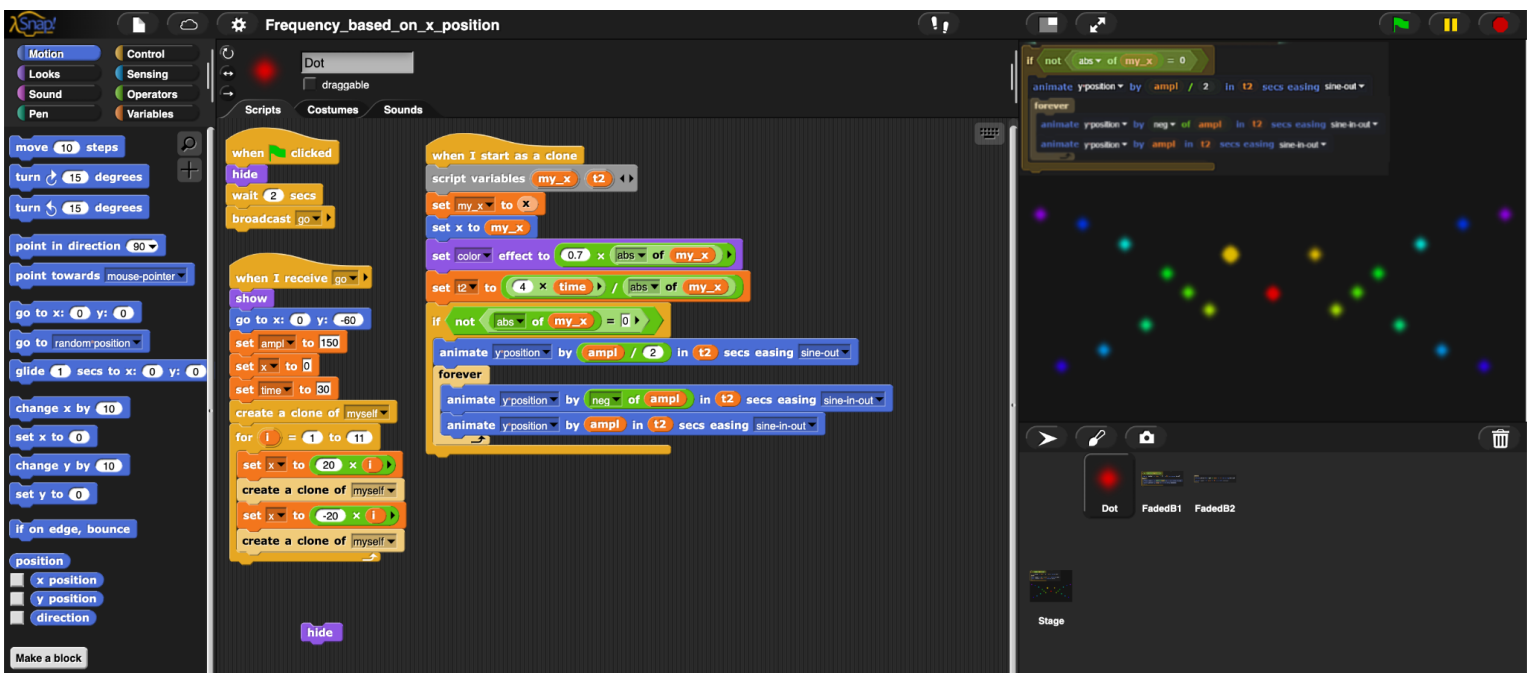 Snap!
Frequency_based_on_x_position
Motion
Control
Looks
Sensing
Sound
Operators
Pen
Variables
move 10 steps
turn 15 degrees
turn 15 degrees
point in direction 90
point towards mouse-pointer
go to x: 0 y: 0
go to random position
glide 1 secs to x: 0 y: 0
change x by 10
set x to 0
change y by 10
set y to 0
if on edge, bounce
position
x position
y position
direction
Make a block
Dot
draggable
Scripts
Costumes
Sounds
when clicked
hide
wait 2 secs
broadcast go
when I receive go
show
go to x: 0 y: -60
set ampl to 150
set x to 0
set time to 30
create a clone of myself
for i = 1 to 11
set x to 20 × i
create a clone of myself
set x to -20 × i
create a clone of myself
hide
when I start as a clone
script variables my_x t2
set my_x to x
set x to my_x
set color effect to 0.7 × abs of my_x
set t2 to 4 × time / abs of my_x
if not abs of my_x = 0
animate y position by ampl / 2 in t2 secs easing sine-out
forever
animate y position by neg of ampl in t2 secs easing sine-in-out
animate y position by ampl in t2 secs easing sine-in-out
if not abs of my_x = 0
animate y position by ampl / 2 in t2 secs easing sine-out
forever
animate y position by neg of ampl in t2 secs easing sine-in-out
animate y position by ampl in t2 secs easing sine-in-out
Dot
FadedB1
FadedB2
Stage